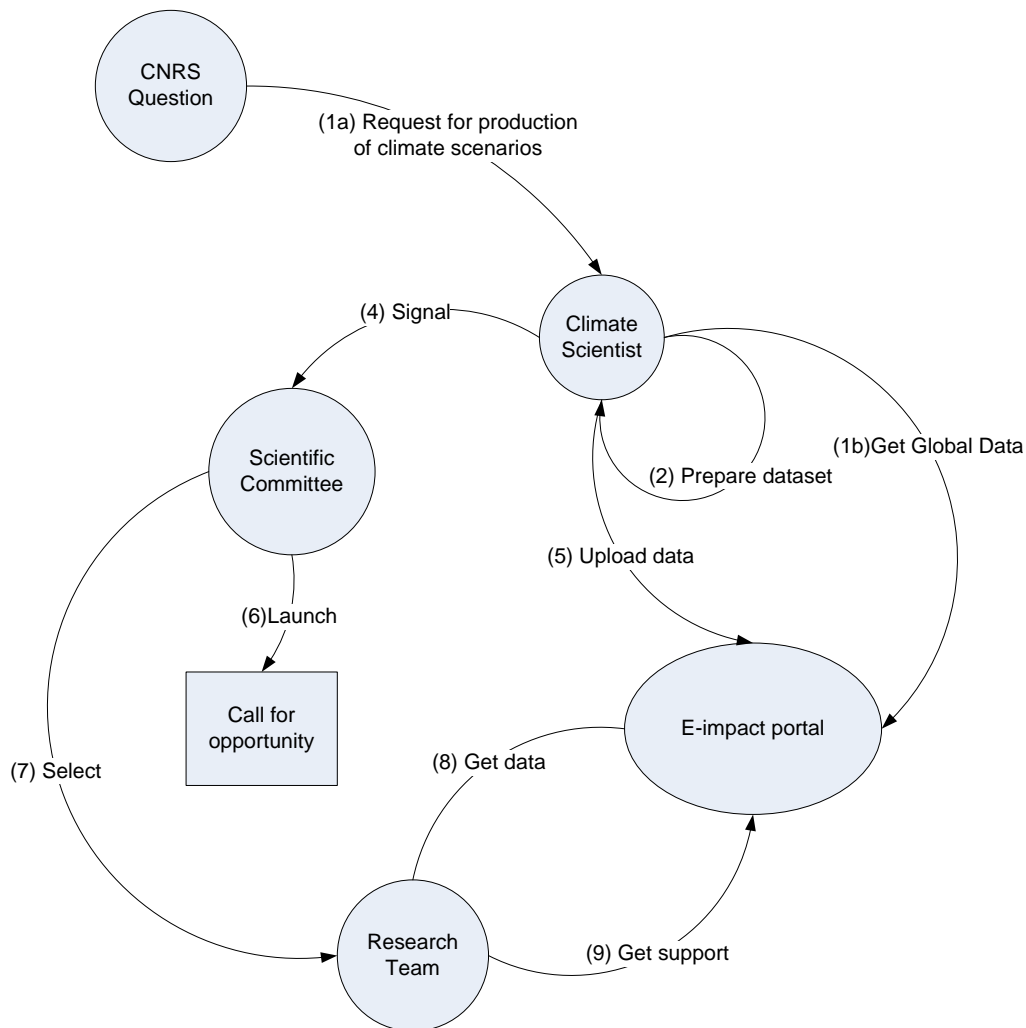 CNRS
Question
(1a) Request for production
of climate scenarios
(4) Signal
Climate
Scientist
(1b)Get Global Data
Scientific
Committee
(2) Prepare dataset
(5) Upload data
(6)Launch
Call for
opportunity
E-impact portal
(7) Select
(8) Get data
Research
Team
(9) Get support